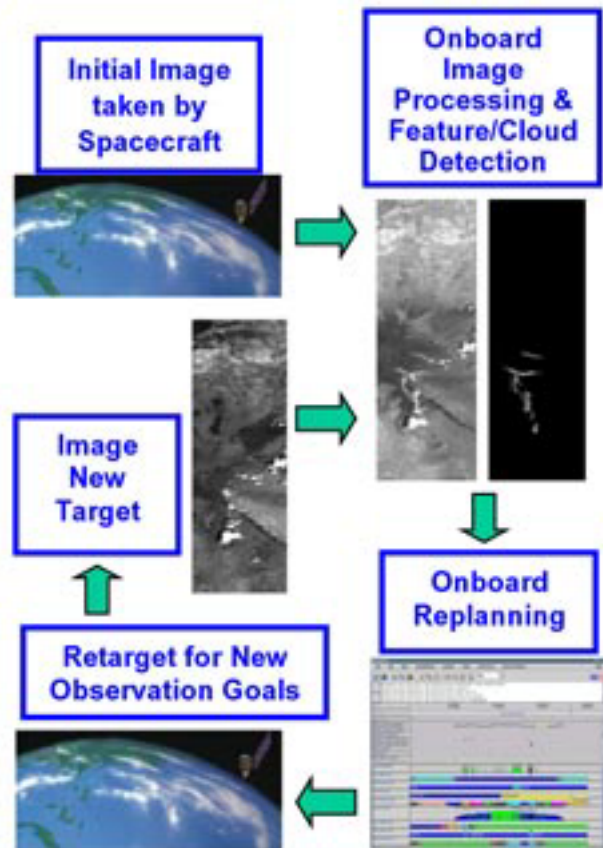 Initial Image
taken by
Spacecraft
Onboard
Image
Processing &
Feature/Cloud
Detection
Image
New
Target
Onboard
Replanning
Retarget for New
Observation Goals